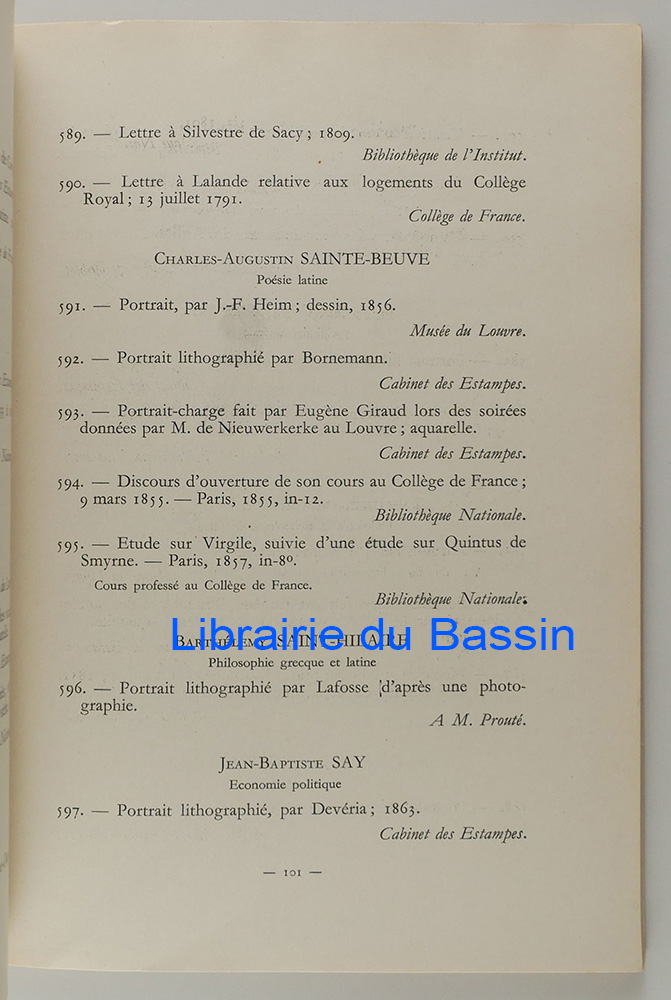 589. — Lettre à Silvestre de Sacy ; 1809.
Bibliothèque de l'Institut.
590. — Lettre à Lalande relative aux logements du Collège
Royal ; 13 juillet 1791.
Collège de France.
Charles-Augustin SAINTE-BEUVE
Poésie latine
591. — Portrait, par J.-F. Heim ; dessin, 1856.
Musée du Louvre.
592. — Portrait lithographié par Bornemann.
Cabinet des Estampes.
593. — Portrait-charge fait par Eugène Giraud lors des soirées
données par M. de Nieuwerkerke au Louvre ; aquarelle.
Cabinet des Estampes.
594. — Discours d'ouverture de son cours au Collège de France ;
9 mars 1855. — Paris, 1855, in-12.
Bibliothèque Nationale.
595. — Etude sur Virgile, suivie d'une étude sur Quintus de
Smyrne. — Paris, 1857, in-8º.
Cours professé au Collège de France.
Bibliothèque Nationale.
Librairie du Bassin
Barthélemy SAINT-HILAIRE
Philosophie grecque et latine
596. — Portrait lithographié par Lafosse d'après une photo-
graphie.
A M. Prouté.
Jean-Baptiste SAY
Economie politique
597. — Portrait lithographié, par Devéria ; 1863.
Cabinet des Estampes.
— 101 —